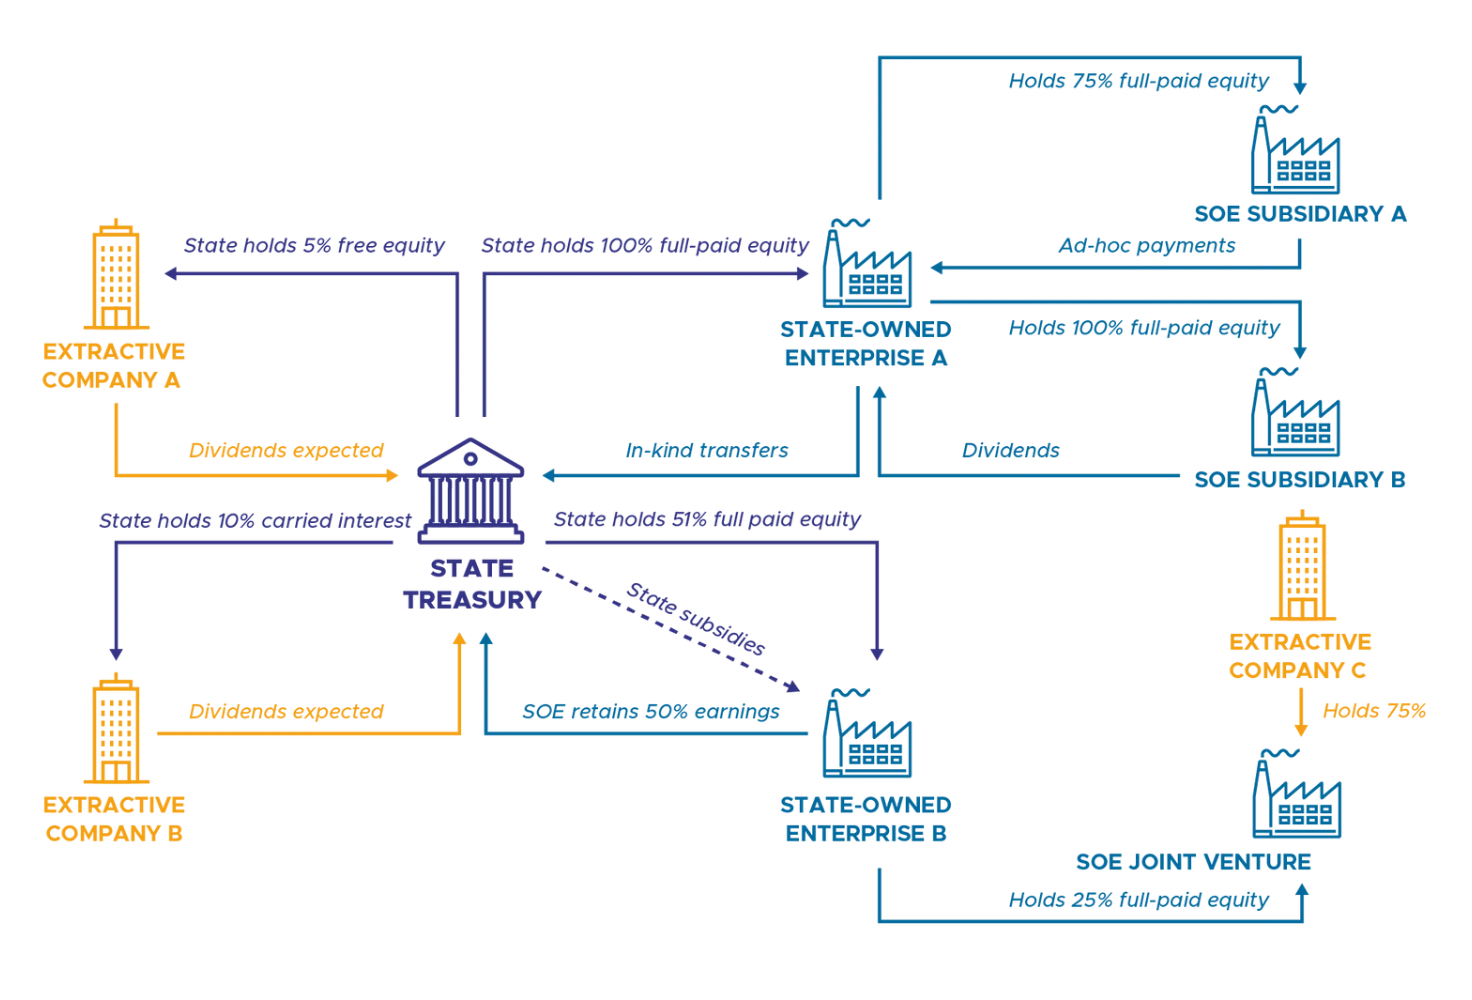 Holds 75% full-paid equity
SOE SUBSIDIARY A
State holds 5% free equity
State holds 100% full-paid equity
Ad-hoc payments
STATE-OWNED
ENTERPRISE A
Holds 100% full-paid equity
EXTRACTIVE
COMPANY A
Dividends expected
In-kind transfers
Dividends
SOE SUBSIDIARY B
State holds 10% carried interest
State holds 51% full paid equity
STATE
TREASURY
State subsidies
EXTRACTIVE
COMPANY C
Holds 75%
Dividends expected
SOE retains 50% earnings
EXTRACTIVE
COMPANY B
STATE-OWNED
ENTERPRISE B
SOE JOINT VENTURE
Holds 25% full-paid equity